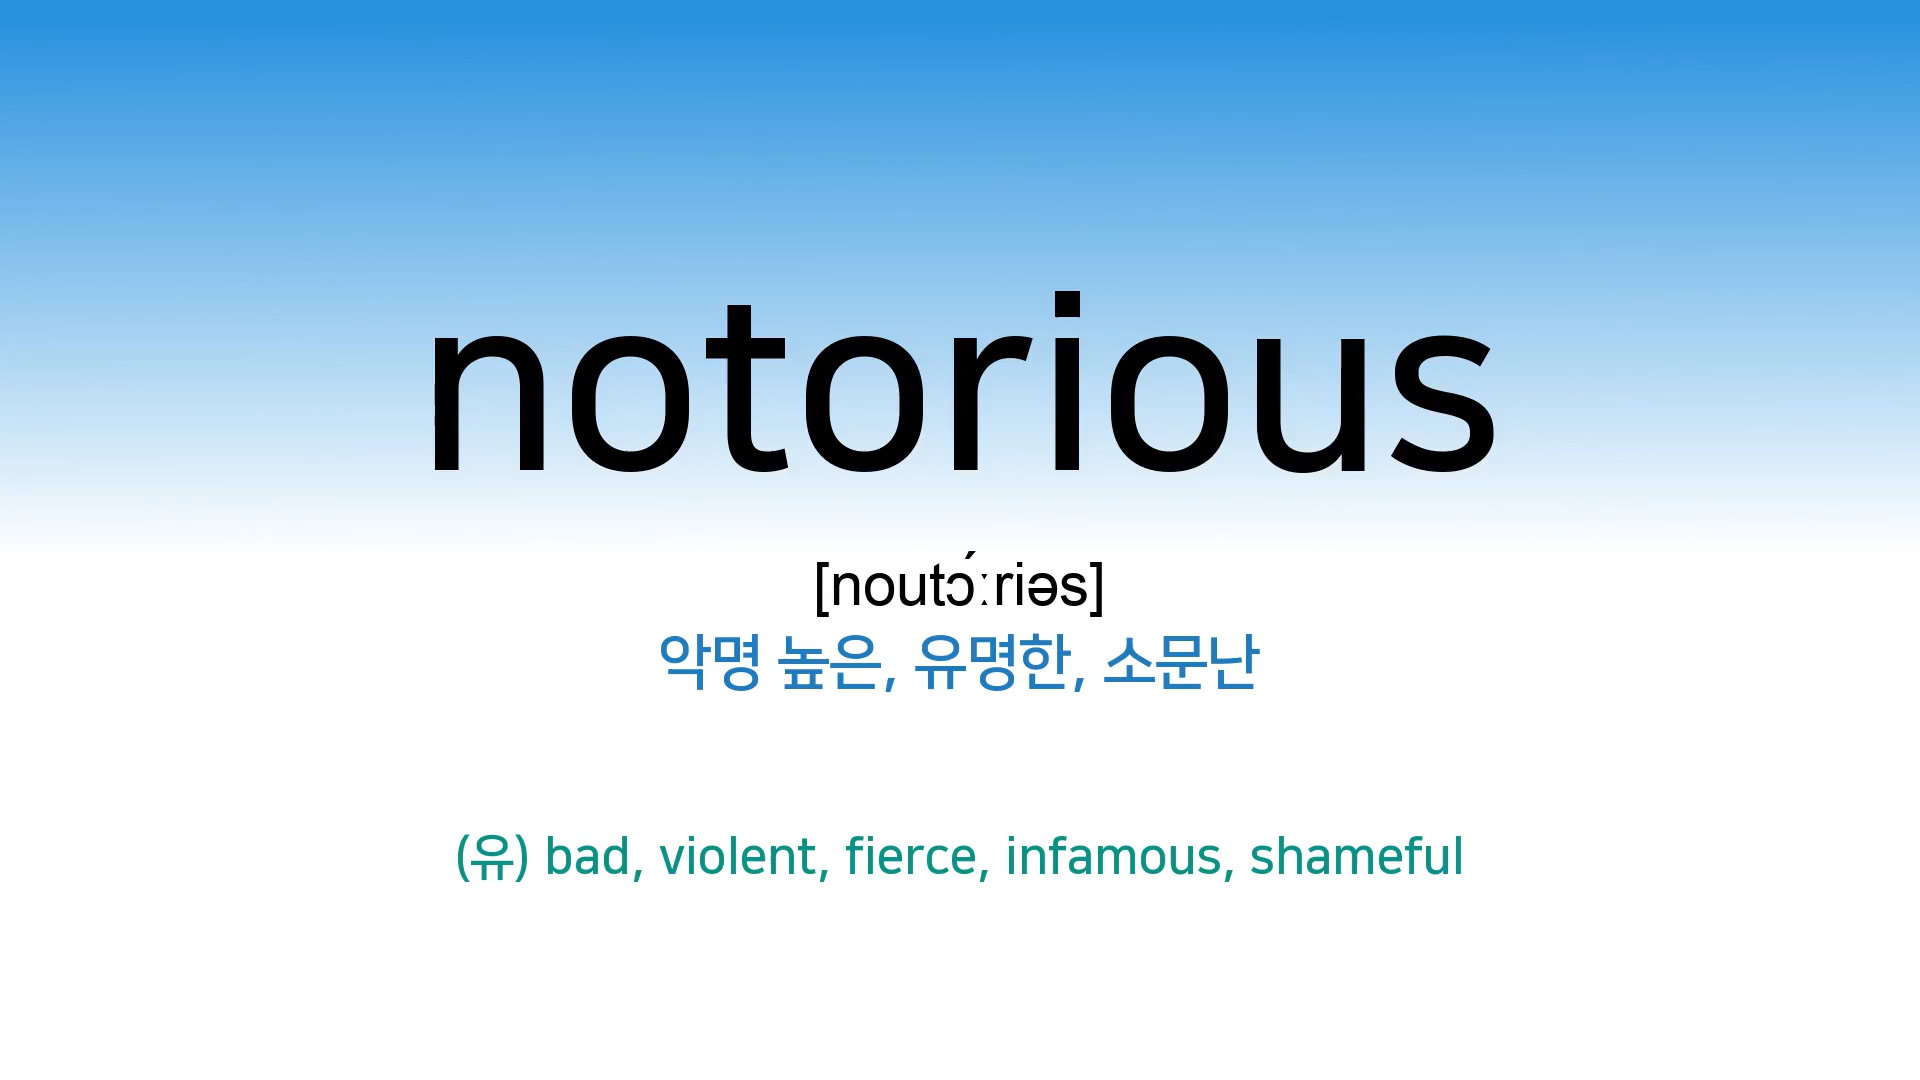 notorious
[noutɔ́ːriəs]
악명 높은, 유명한, 소문난
(유) bad, violent, fierce, infamous, shameful